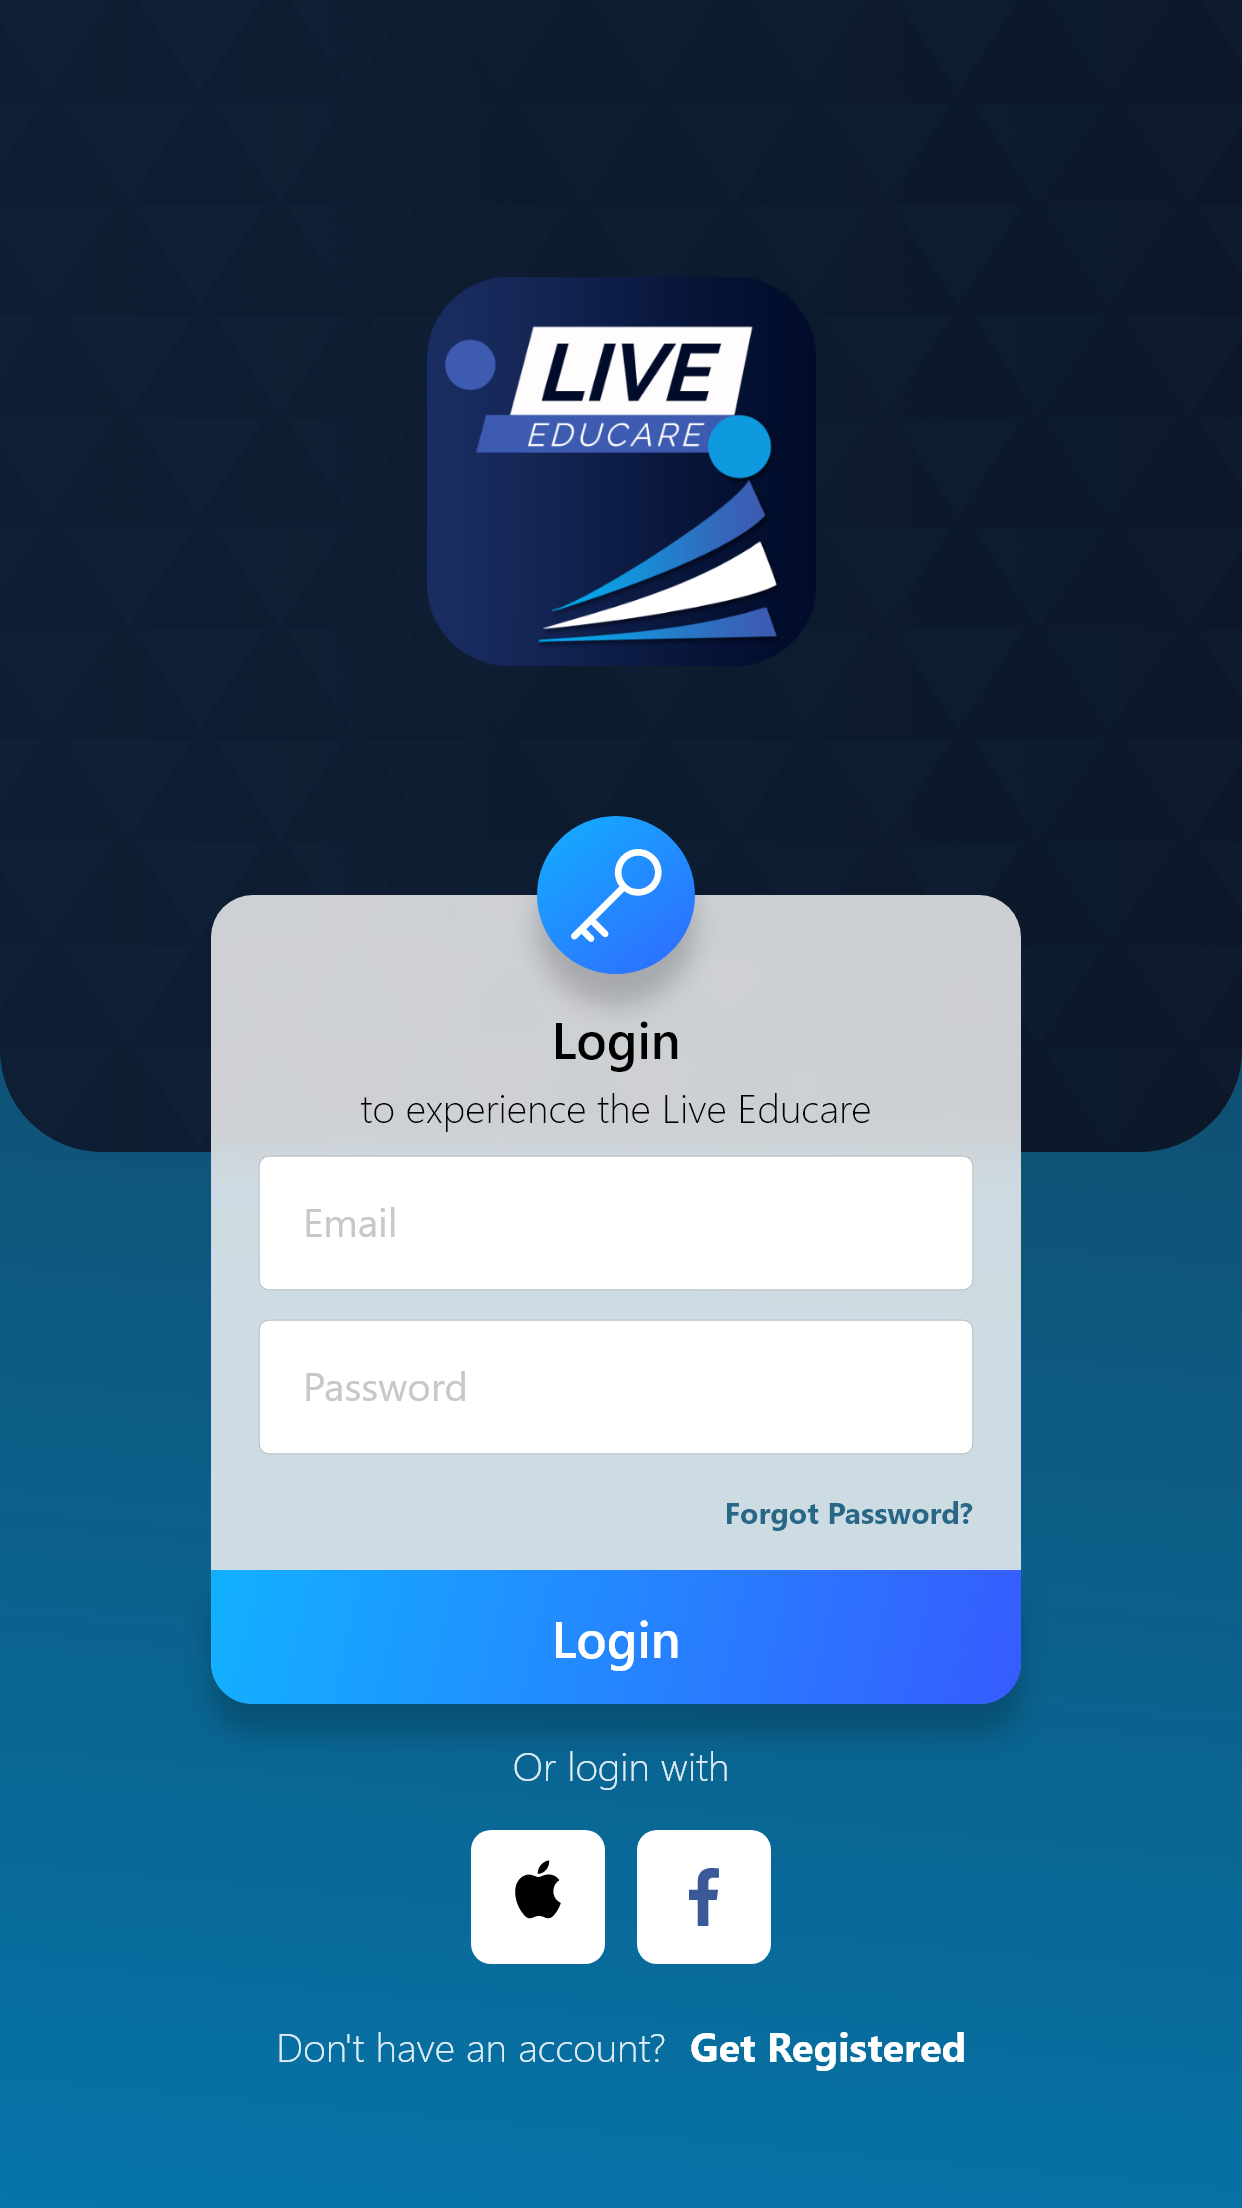 LIVE
EDUCARE
Login
to experience the Live Educare
Email
Password
Forgot Password?
Login
Or login with
Don't have an account? Get Registered